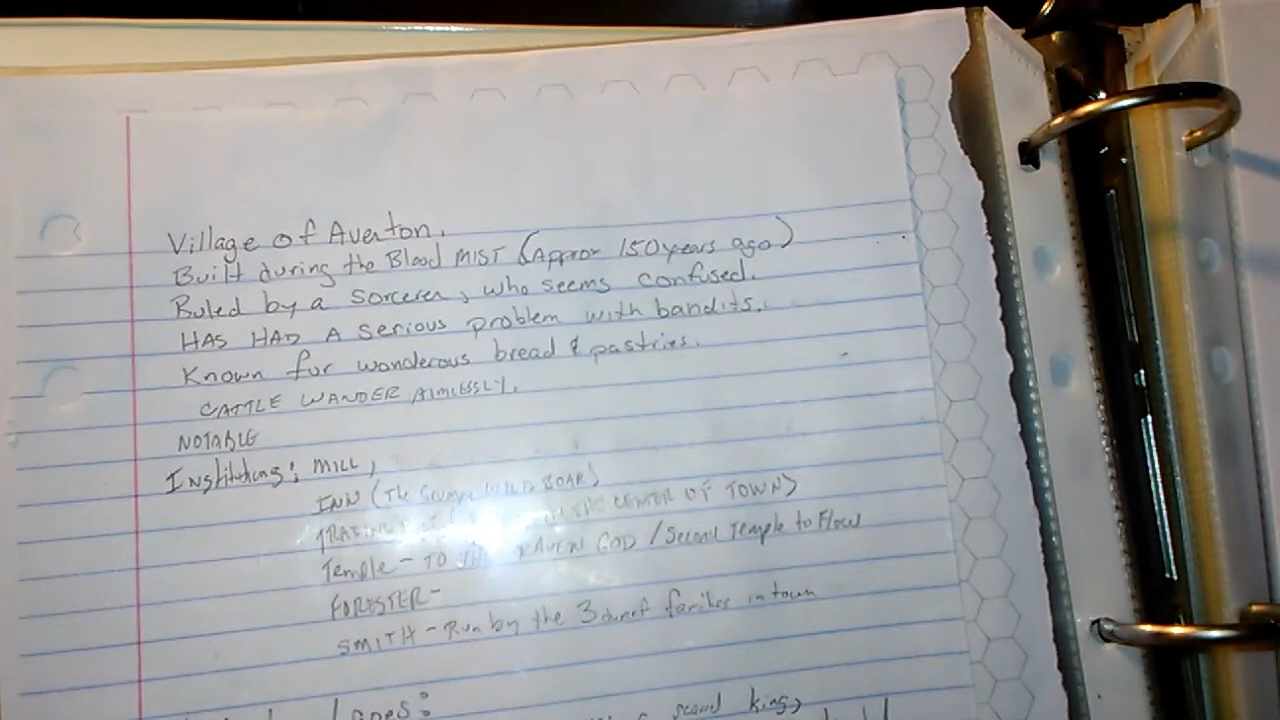 Village of Averton.
Built during the Blood MIST (Approx 150 years ago)
Ruled by a sorcerer, who seems confused.
HAS HAD A serious problem with bandits.
Known for wonderous bread & pastries.
CATTLE WANDER AIMLESSLY.
NOTABLE
Institutions: MILL,
INN (The WILD BOAR)
IN THE CENTER OF TOWN)
Temple - TO THE RAVEN GOD / Second Temple to
FORESTER -
SMITH - Run by the 3 dwarf families in town
second king,